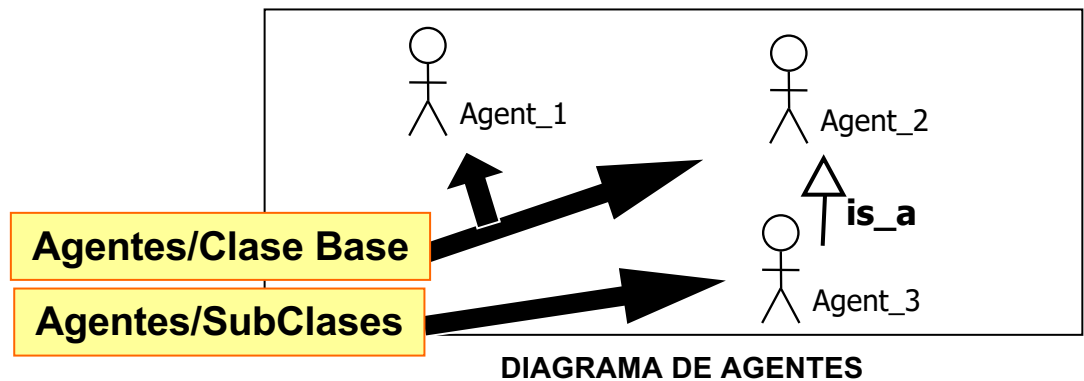 Agent_1
Agent_2
is_a
Agentes/Clase Base
Agent_3
Agentes/SubClases
DIAGRAMA DE AGENTES